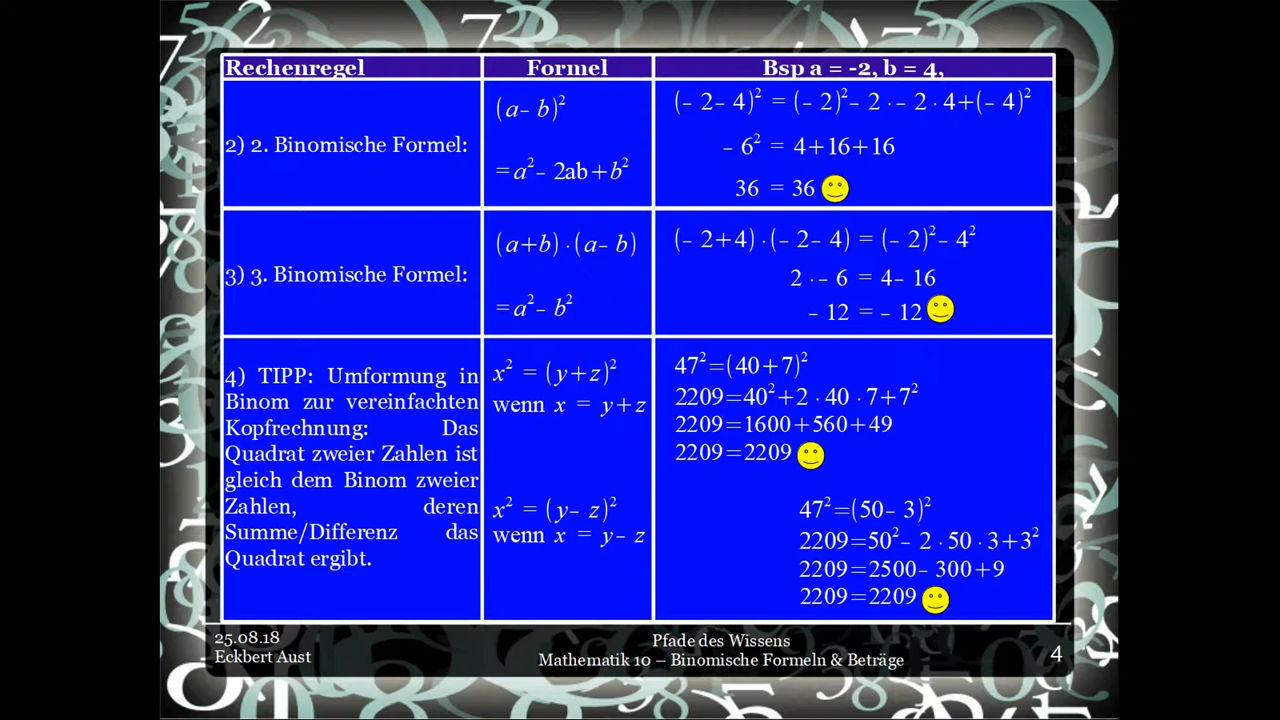 Rechenregel Formel Bsp a = -2, b = 4,
2) 2. Binomische Formel:
(a– b)²
= a²– 2ab+b²
(– 2– 4)² = (– 2)²– 2 · – 2 · 4+(– 4)²
– 6² = 4+16+16
36 = 36
3) 3. Binomische Formel:
(a+b) · (a– b)
= a²– b²
(– 2+4) · (– 2– 4) = (– 2)²– 4²
2 · – 6 = 4– 16
– 12 = – 12
4) TIPP: Umformung in
Binom zur vereinfachten
Kopfrechnung: Das
Quadrat zweier Zahlen ist
gleich dem Binom zweier
Zahlen, deren
Summe/Differenz das
Quadrat ergibt.
x² = (y+z)²
wenn x = y+z
x² = (y– z)²
wenn x = y– z
47²=(40+7)²
2209=40²+2 · 40 · 7+7²
2209=1600+560+49
2209=2209
47²=(50– 3)²
2209=50²– 2 · 50 · 3+3²
2209=2500– 300+9
2209=2209
25.08.18
Eckbert Aust
Pfade des Wissens
Mathematik 10 – Binomische Formeln & Beträge
4